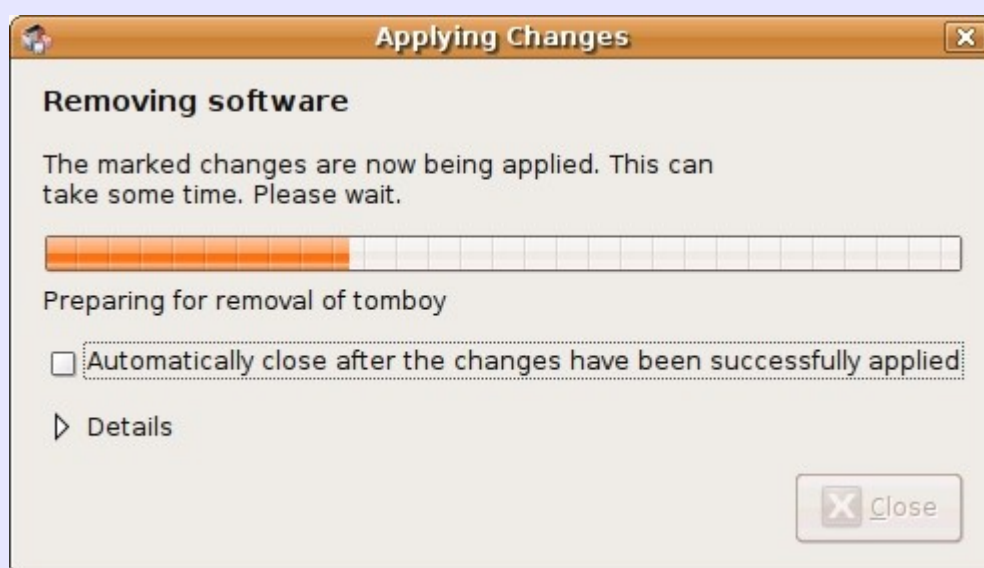 Applying Changes
Removing software
The marked changes are now being applied. This can
take some time. Please wait.
Preparing for removal of tomboy
Automatically close after the changes have been successfully applied
Details
Close